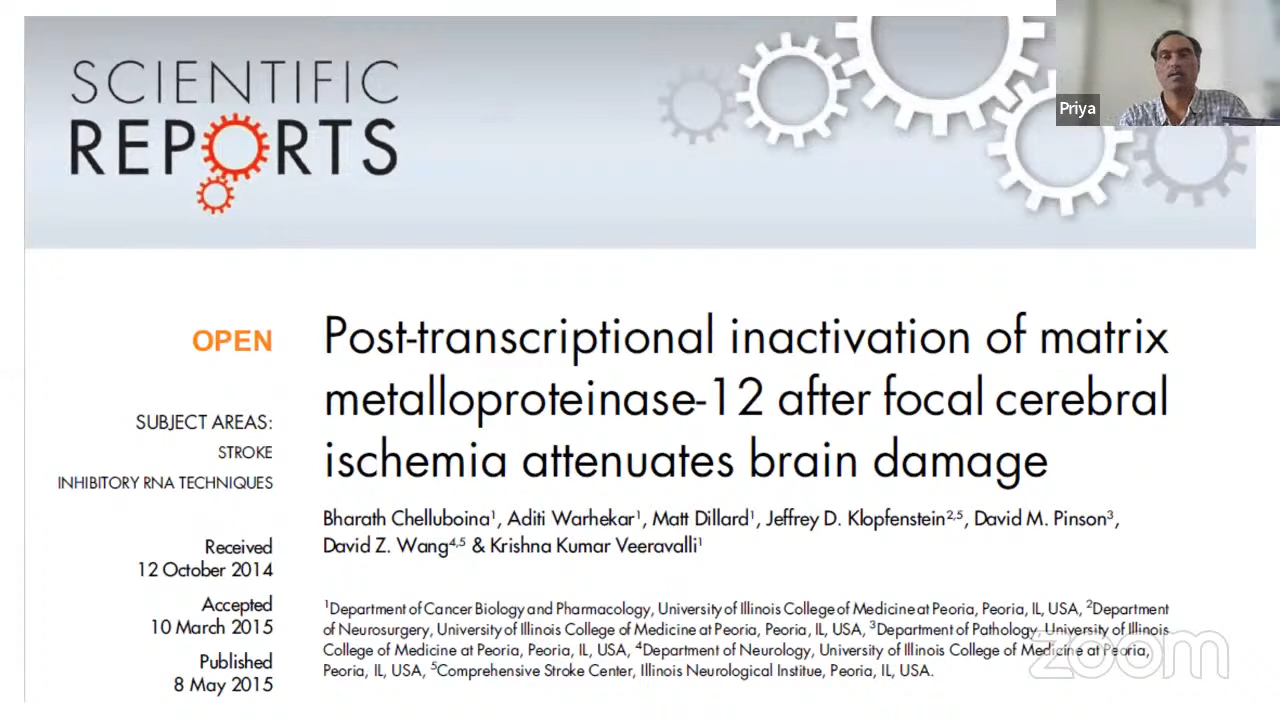 SCIENTIFIC
REPORTS
Priya
OPEN
SUBJECT AREAS:
STROKE
INHIBITORY RNA TECHNIQUES
Received
12 October 2014
Accepted
10 March 2015
Published
8 May 2015
Post-transcriptional inactivation of matrix
metalloproteinase-12 after focal cerebral
ischemia attenuates brain damage
Bharath Chelluboina¹, Aditi Warhekar¹, Matt Dillard¹, Jeffrey D. Klopfenstein²,⁵, David M. Pinson³,
David Z. Wang⁴,⁵ & Krishna Kumar Veeravalli¹
¹Department of Cancer Biology and Pharmacology, University of Illinois College of Medicine at Peoria, Peoria, IL, USA, ²Department
of Neurosurgery, University of Illinois College of Medicine at Peoria, Peoria, IL, USA, ³Department of Pathology, University of Illinois
College of Medicine at Peoria, Peoria, IL, USA, ⁴Department of Neurology, University of Illinois College of Medicine at Peoria,
Peoria, IL, USA, ⁵Comprehensive Stroke Center, Illinois Neurological Institue, Peoria, IL, USA.
zoom